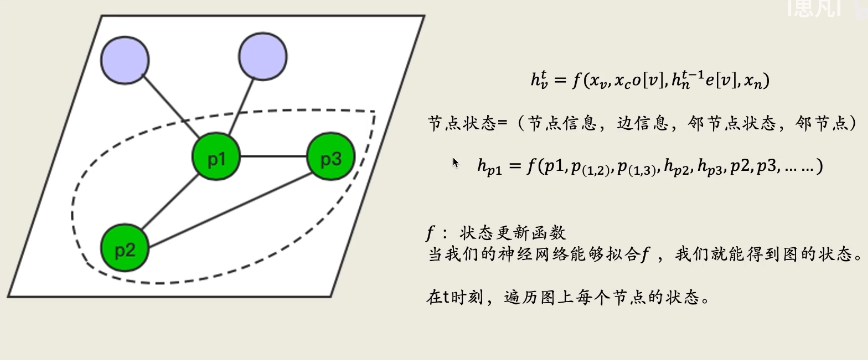 |思凡|
h_v^t = f(x_v, x_c o[v], h_n^{t-1} e[v], x_n)
节点状态=（节点信息，边信息，邻节点状态，邻节点）
h_{p1} = f(p1, p_{(1,2)}, p_{(1,3)}, h_{p2}, h_{p3}, p2, p3, … …)
p1
p3
p2
f ：状态更新函数
当我们的神经网络能够拟合f ，我们就能得到图的状态。
在t时刻，遍历图上每个节点的状态。